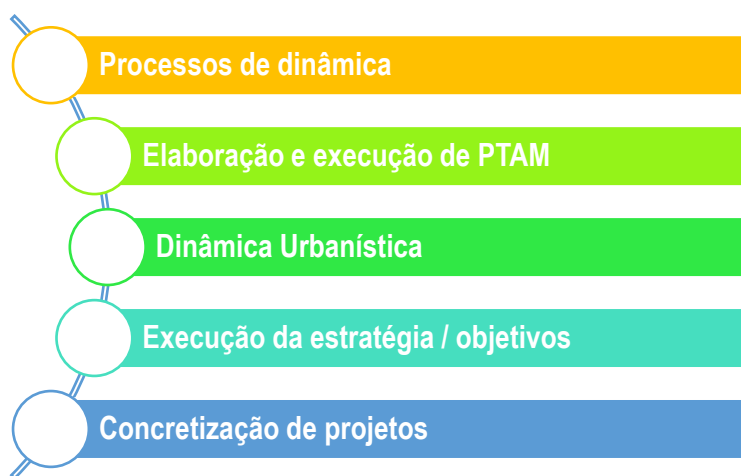 Processos de dinâmica
Elaboração e execução de PTAM
Dinâmica Urbanística
Execução da estratégia / objetivos
Concretização de projetos